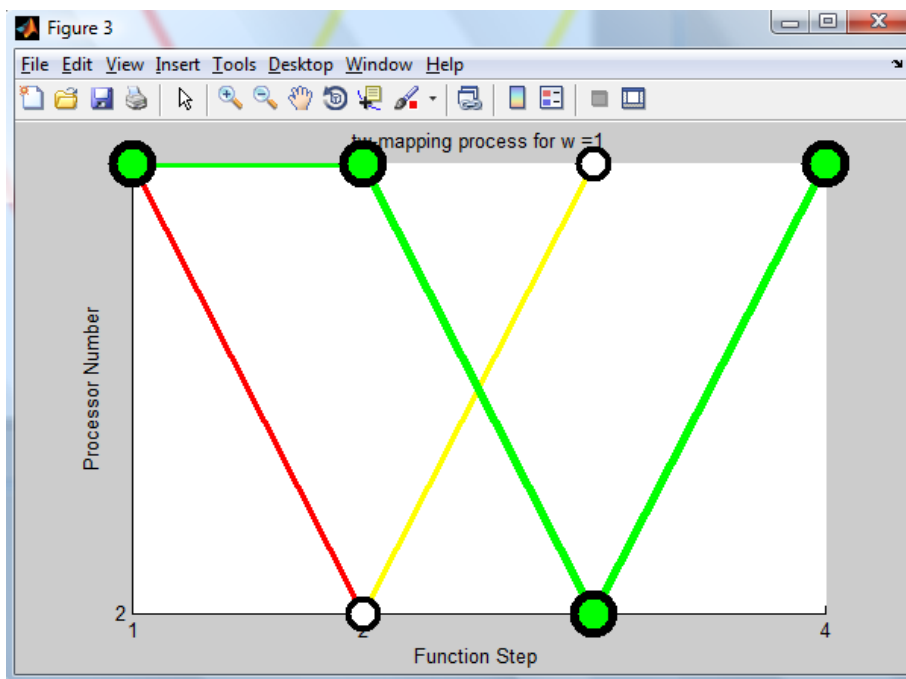 Figure 3
File Edit View Insert Tools Desktop Window Help
tw-mapping process for w =1
Processor Number
2
1
2
4
Function Step